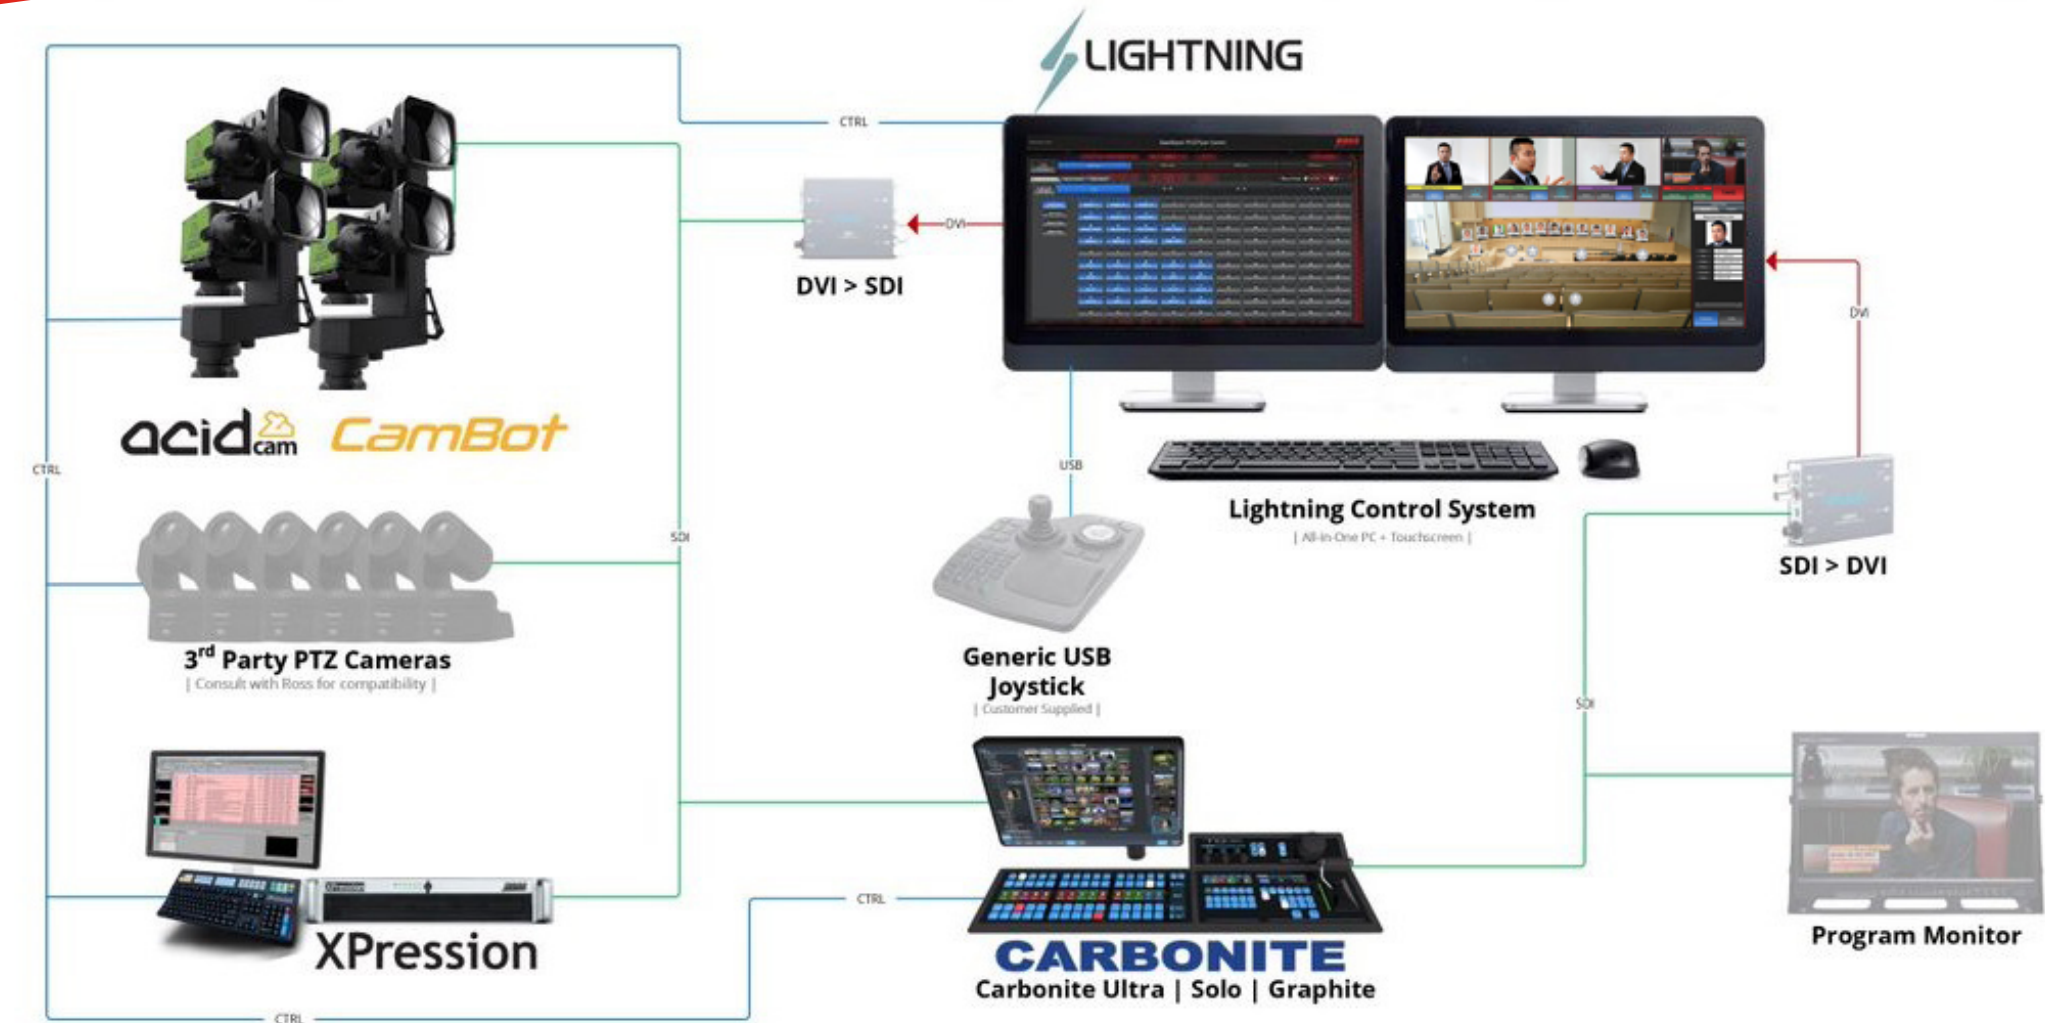 LIGHTNING
CTRL
DVI
DVI > SDI
DVI
acid cam
CamBot
CTRL
USB
Lightning Control System
| All-in-One PC + Touchscreen |
SDI
SDI > DVI
3rd Party PTZ Cameras
| Consult with Ross for compatibility |
Generic USB
Joystick
| Customer Supplied |
SDI
CTRL
XPression
CARBONITE
Carbonite Ultra | Solo | Graphite
Program Monitor
CTRL